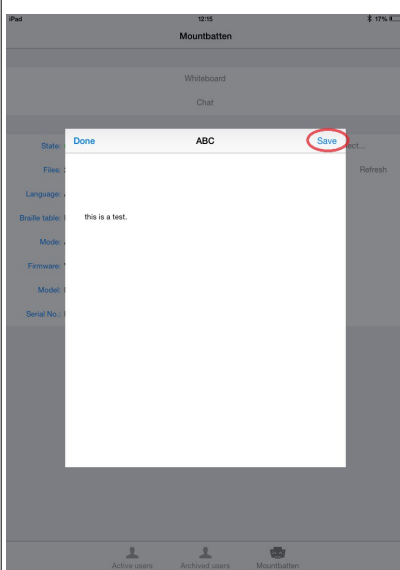 iPad 12:15 17%
Mountbatten
Whiteboard
Chat
Done ABC Save
State:
ect...
Files:
Refresh
Language:
this is a test.
Braille table:
Mode:
Firmware:
Model:
Serial No.:
Active users Archived users Mountbatten